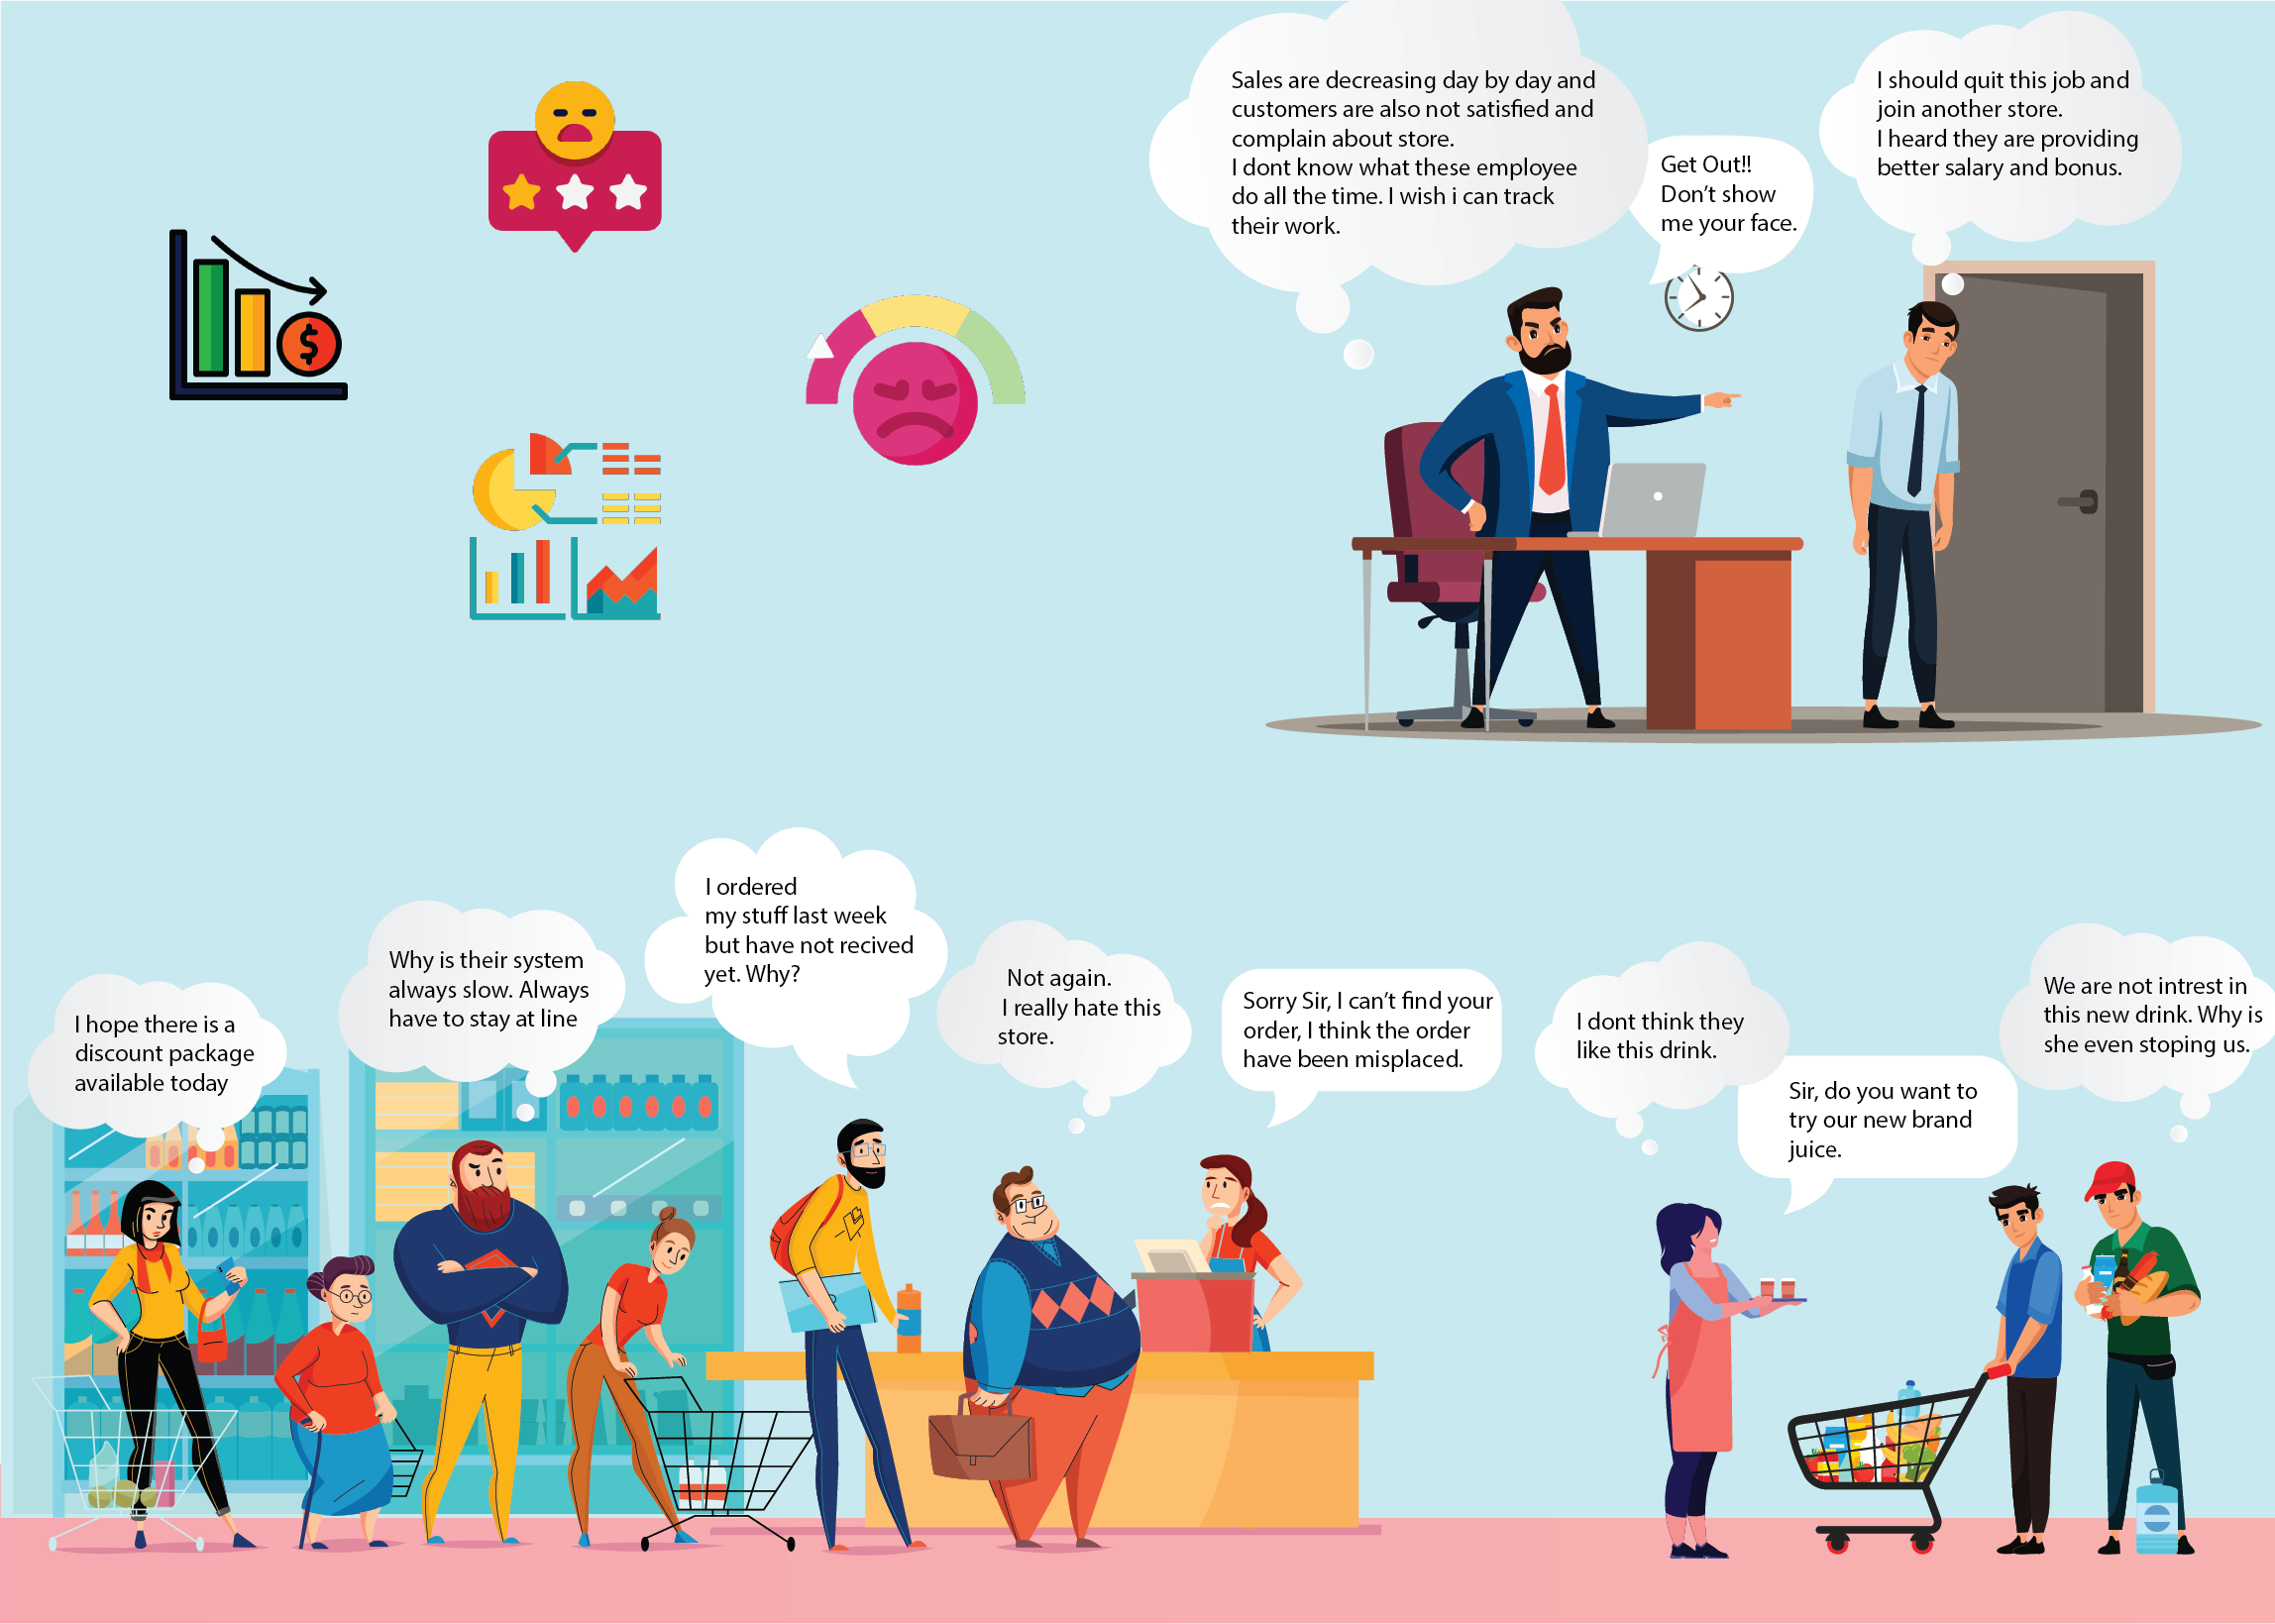 Sales are decreasing day by day and
customers are also not satisfied and
complain about store.
I dont know what these employee
do all the time. I wish i can track
their work.
Get Out!!
Don't show
me your face.
I should quit this job and
join another store.
I heard they are providing
better salary and bonus.
$
I hope there is a
discount package
available today
Why is their system
always slow. Always
have to stay at line
I ordered
my stuff last week
but have not recived
yet. Why?
Not again.
I really hate this
store.
Sorry Sir, I can't find your
order, I think the order
have been misplaced.
I dont think they
like this drink.
Sir, do you want to
try our new brand
juice.
We are not intrest in
this new drink. Why is
she even stoping us.